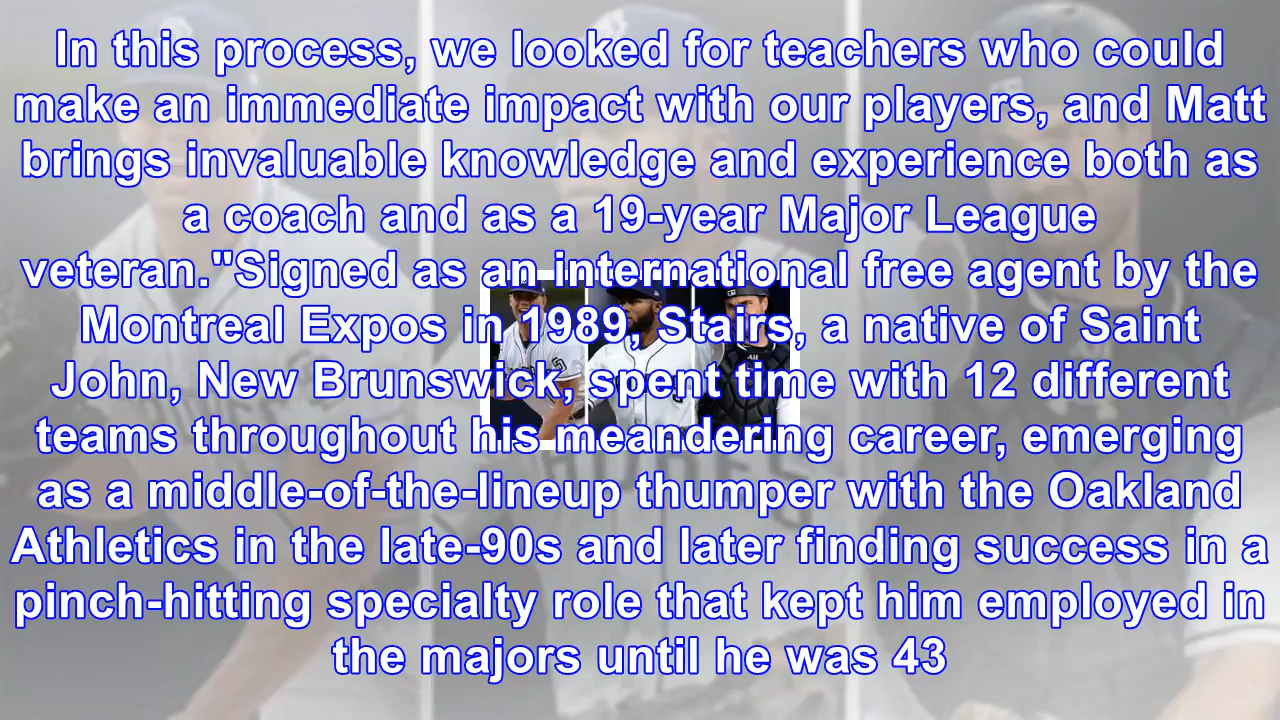 In this process, we looked for teachers who could
make an immediate impact with our players, and Matt
brings invaluable knowledge and experience both as
a coach and as a 19-year Major League
veteran."Signed as an international free agent by the
Montreal Expos in 1989, Stairs, a native of Saint
John, New Brunswick, spent time with 12 different
teams throughout his meandering career, emerging
as a middle-of-the-lineup thumper with the Oakland
Athletics in the late-90s and later finding success in a
pinch-hitting specialty role that kept him employed in
the majors until he was 43